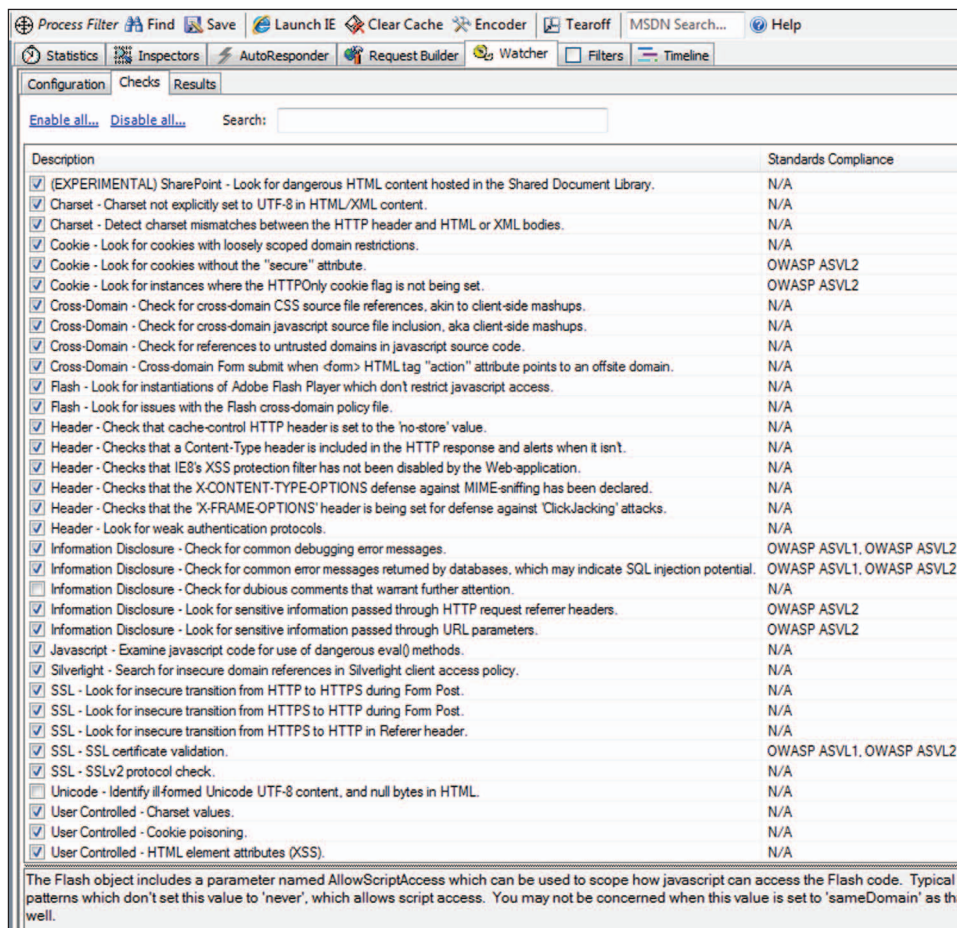 Process Filter Find Save Launch IE Clear Cache Encoder Tearoff MSDN Search... Help
Statistics Inspectors AutoResponder Request Builder Watcher Filters Timeline
Configuration Checks Results
Enable all... Disable all... Search:
Description Standards Compliance
(EXPERIMENTAL) SharePoint - Look for dangerous HTML content hosted in the Shared Document Library. N/A
Charset - Charset not explicitly set to UTF-8 in HTML/XML content. N/A
Charset - Detect charset mismatches between the HTTP header and HTML or XML bodies. N/A
Cookie - Look for cookies with loosely scoped domain restrictions. N/A
Cookie - Look for cookies without the "secure" attribute. OWASP ASVL2
Cookie - Look for instances where the HTTPOnly cookie flag is not being set. OWASP ASVL2
Cross-Domain - Check for cross-domain CSS source file references, akin to client-side mashups. N/A
Cross-Domain - Check for cross-domain javascript source file inclusion, aka client-side mashups. N/A
Cross-Domain - Check for references to untrusted domains in javascript source code. N/A
Cross-Domain - Cross-domain Form submit when <form> HTML tag "action" attribute points to an offsite domain. N/A
Flash - Look for instantiations of Adobe Flash Player which don't restrict javascript access. N/A
Flash - Look for issues with the Flash cross-domain policy file. N/A
Header - Check that cache-control HTTP header is set to the 'no-store' value. N/A
Header - Checks that a Content-Type header is included in the HTTP response and alerts when it isn't. N/A
Header - Checks that IE8's XSS protection filter has not been disabled by the Web-application. N/A
Header - Checks that the X-CONTENT-TYPE-OPTIONS defense against MIME-sniffing has been declared. N/A
Header - Checks that the 'X-FRAME-OPTIONS' header is being set for defense against 'ClickJacking' attacks. N/A
Header - Look for weak authentication protocols. N/A
Information Disclosure - Check for common debugging error messages. OWASP ASVL1, OWASP ASVL2
Information Disclosure - Check for common error messages returned by databases, which may indicate SQL injection potential. OWASP ASVL1, OWASP ASVL2
Information Disclosure - Check for dubious comments that warrant further attention. N/A
Information Disclosure - Look for sensitive information passed through HTTP request referrer headers. OWASP ASVL2
Information Disclosure - Look for sensitive information passed through URL parameters. OWASP ASVL2
Javascript - Examine javascript code for use of dangerous eval() methods. N/A
Silverlight - Search for insecure domain references in Silverlight client access policy. N/A
SSL - Look for insecure transition from HTTP to HTTPS during Form Post. N/A
SSL - Look for insecure transition from HTTPS to HTTP during Form Post. N/A
SSL - Look for insecure transition from HTTPS to HTTP in Referer header. N/A
SSL - SSL certificate validation. OWASP ASVL1, OWASP ASVL2
SSL - SSLv2 protocol check. N/A
Unicode - Identify ill-formed Unicode UTF-8 content, and null bytes in HTML. N/A
User Controlled - Charset values. N/A
User Controlled - Cookie poisoning. N/A
User Controlled - HTML element attributes (XSS). N/A
The Flash object includes a parameter named AllowScriptAccess which can be used to scope how javascript can access the Flash code. Typical
patterns which don't set this value to 'never', which allows script access. You may not be concerned when this value is set to 'sameDomain' as
well.